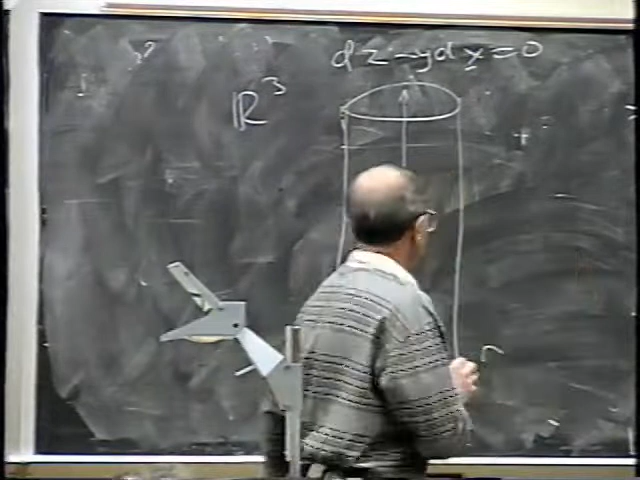 dz - ydx = 0
ℝ³